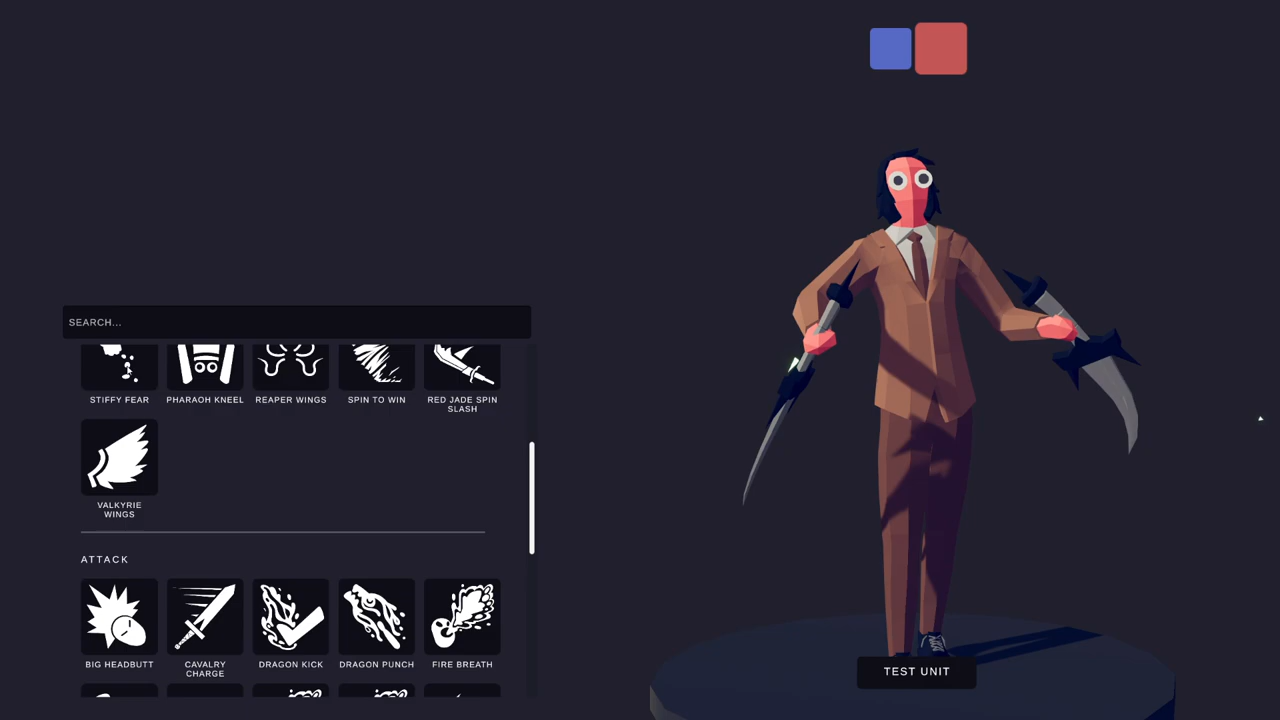 SEARCH...
STIFFY FEAR
PHARAOH KNEEL
REAPER WINGS
SPIN TO WIN
RED JADE SPIN
SLASH
VALKYRIE
WINGS
ATTACK
BIG HEADBUTT
CAVALRY
CHARGE
DRAGON KICK
DRAGON PUNCH
FIRE BREATH
TEST UNIT